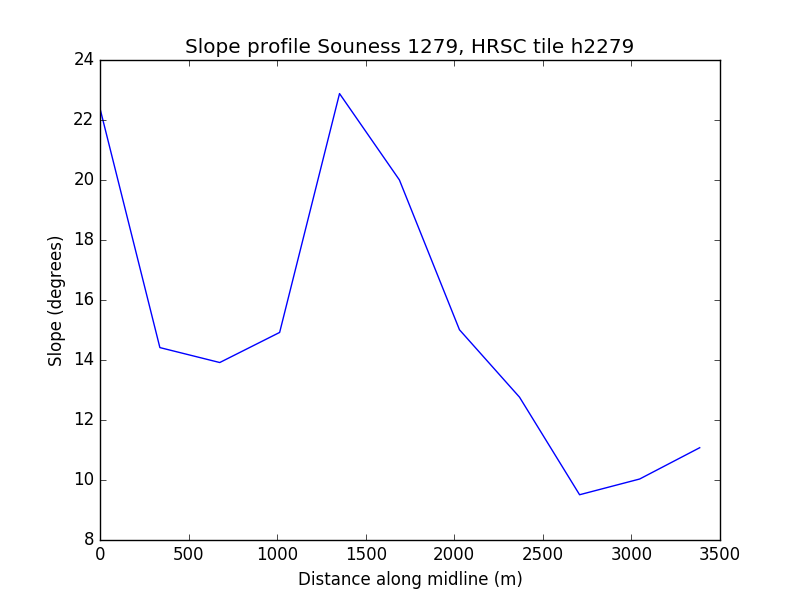 Slope profile Souness 1279, HRSC tile h2279
24
22
20
18
16
14
12
10
8
Slope (degrees)
0 500 1000 1500 2000 2500 3000 3500
Distance along midline (m)